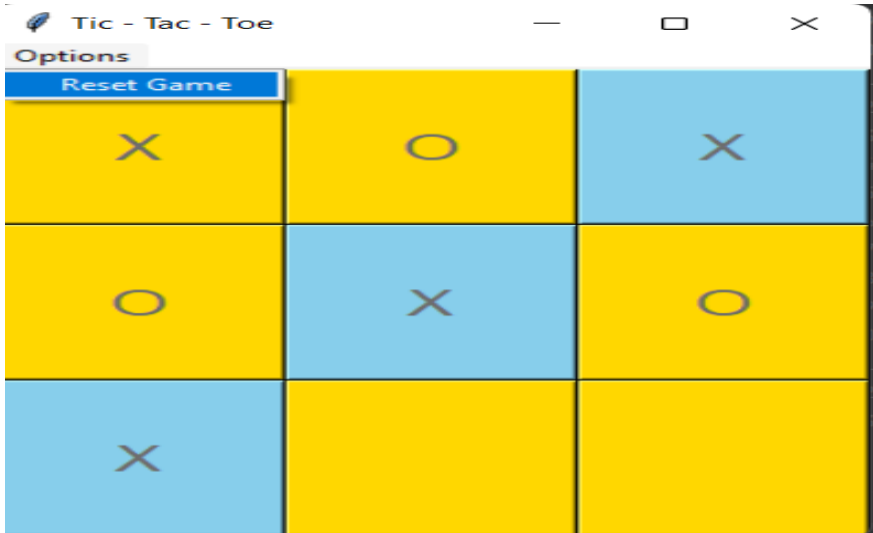 Tic - Tac - Toe
Options
Reset Game
X O X
O X O
X